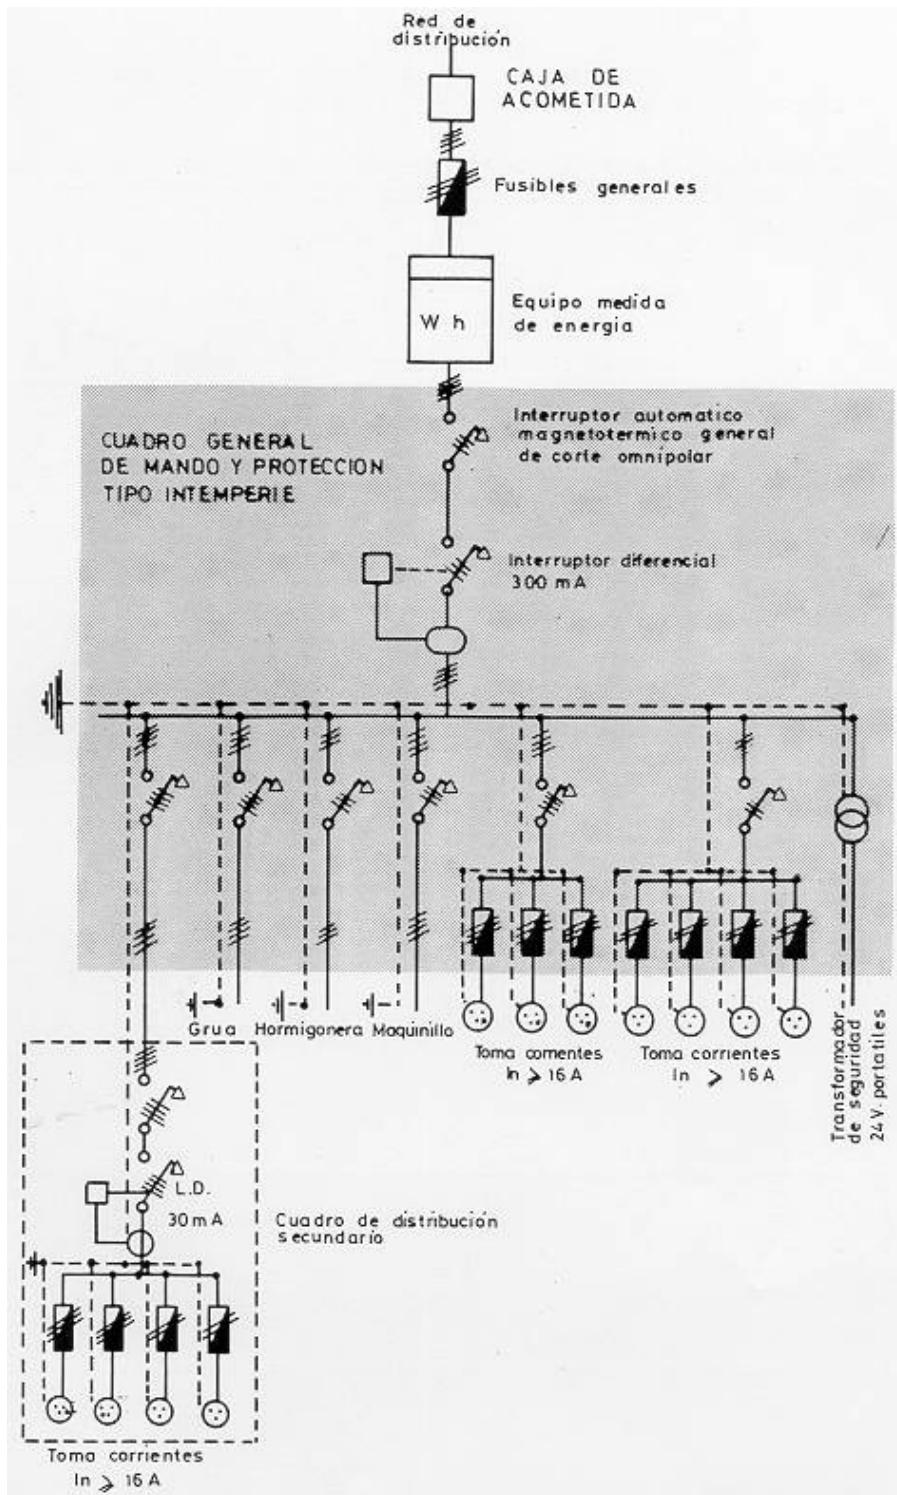 Red de
distribución
CAJA DE
ACOMETIDA
Fusibles generales
Equipo medida
de energia
W h
Interruptor automatico
magnetotermico general
de corte omnipolar
CUADRO GENERAL
DE MANDO Y PROTECCION
TIPO INTEMPERIE
Interruptor diferencial
300 mA
Grua
Hormigonera
Maquinillo
Toma corrientes
In ⩾ 16 A
Toma corrientes
In ⩾ 16 A
Transformador
de seguridad
24 V. portatiles
I.D.
30 mA
Cuadro de distribución
secundario
Toma corrientes
In ⩾ 16 A